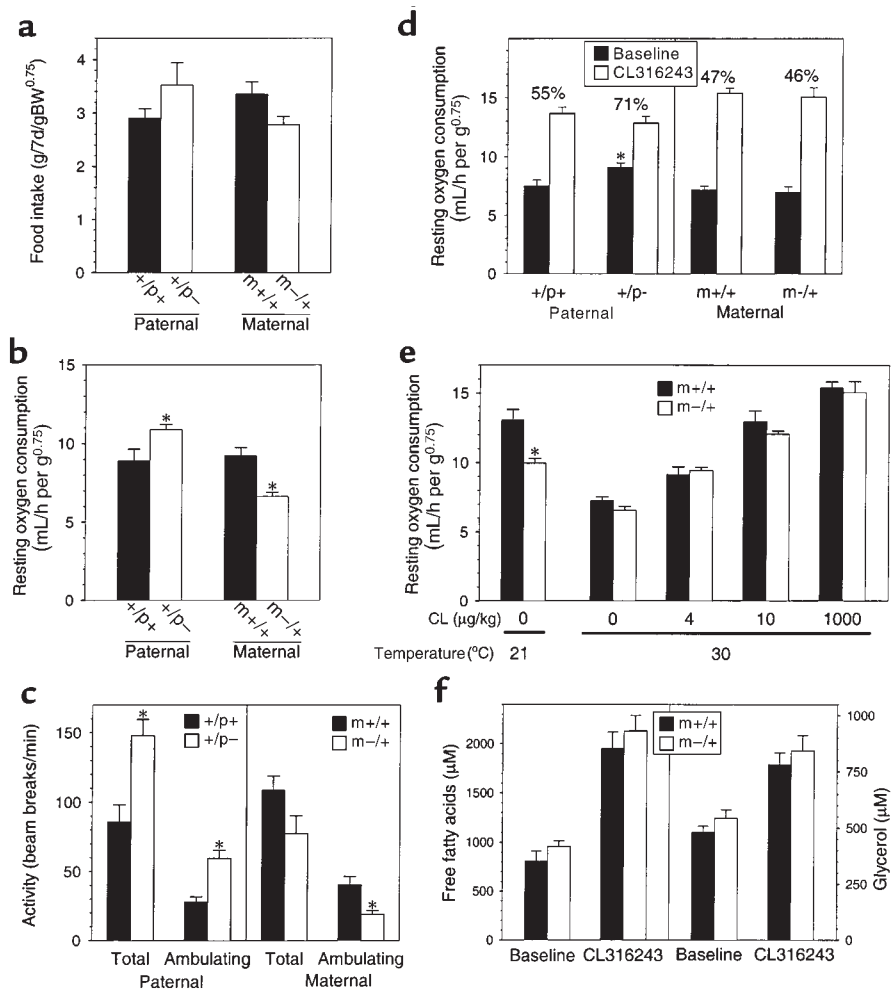 a
Food intake (g/7d/gBW0.75)
4
3
2
1
0
+/p+
+/p−
m+/+
m−/+
Paternal
Maternal
b
Resting oxygen consumption
(mL/h per g0.75)
15
10
5
0
*
*
+/p+
+/p−
m+/+
m−/+
Paternal
Maternal
c
Activity (beam breaks/min)
150
100
50
0
+/p+
+/p−
m+/+
m−/+
*
*
*
Total Ambulating Total Ambulating
Paternal Maternal
d
Resting oxygen consumption
(mL/h per g0.75)
20
15
10
5
0
Baseline
CL316243
55%
71%
47%
46%
*
+/p+ +/p- m+/+ m-/+
Paternal Maternal
e
Resting oxygen consumption
(mL/h per g0.75)
15
10
5
0
m+/+
m−/+
*
CL (μg/kg) 0 0 4 10 1000
Temperature(°C) 21 30
f
Free fatty acids (μM)
2000
1500
1000
500
0
m+/+
m−/+
1000
750
500
250
0
Glycerol (μM)
Baseline CL316243 Baseline CL316243